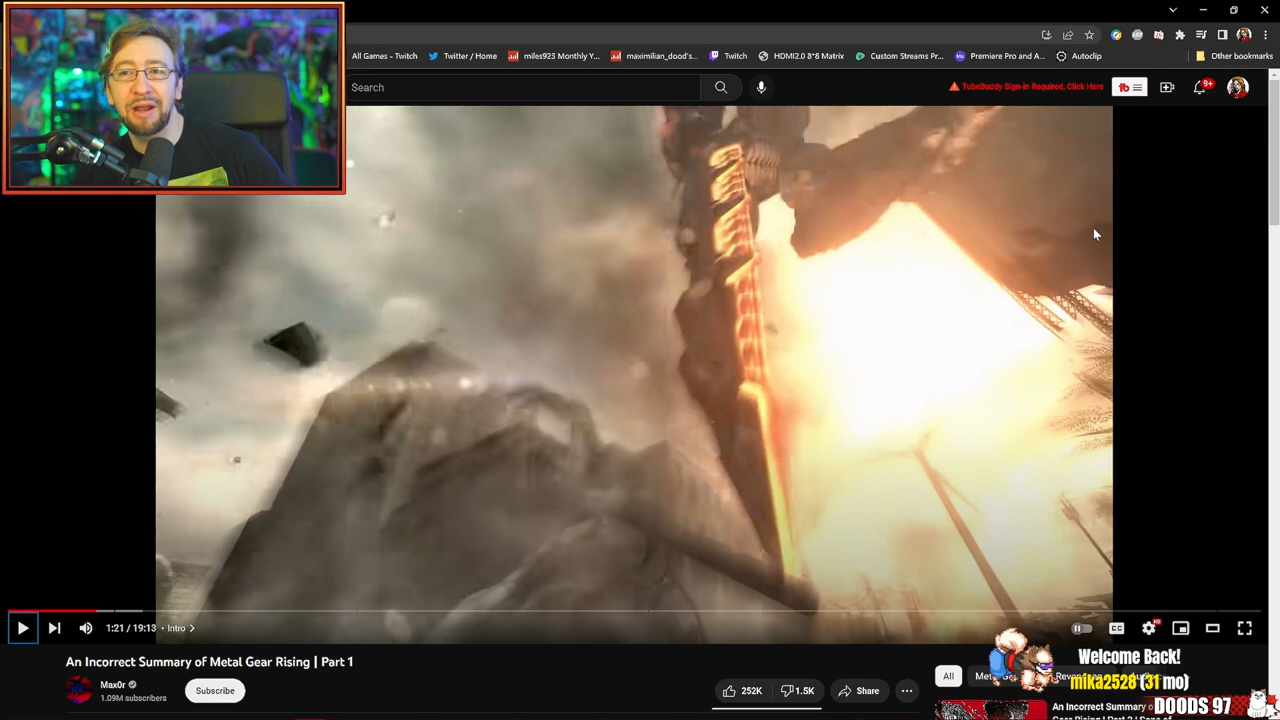 All Games - Twitch
Twitter / Home
miles923 Monthly Y...
maximilian_dood's...
Twitch
HDMI2.0 8*8 Matrix
Custom Streams Pr...
Premiere Pro and A...
Autoclip
Other bookmarks
Search
TubeBuddy Sign-in Required, Click Here
tb
9+
1:21 / 19:13 • Intro
CC
HD
An Incorrect Summary of Metal Gear Rising | Part 1
Max0r
1.09M subscribers
Subscribe
252K
1.5K
Share
All
Welcome Back!
mika2528 (31 mo)
An Incorrect Summary o
DOODS 97